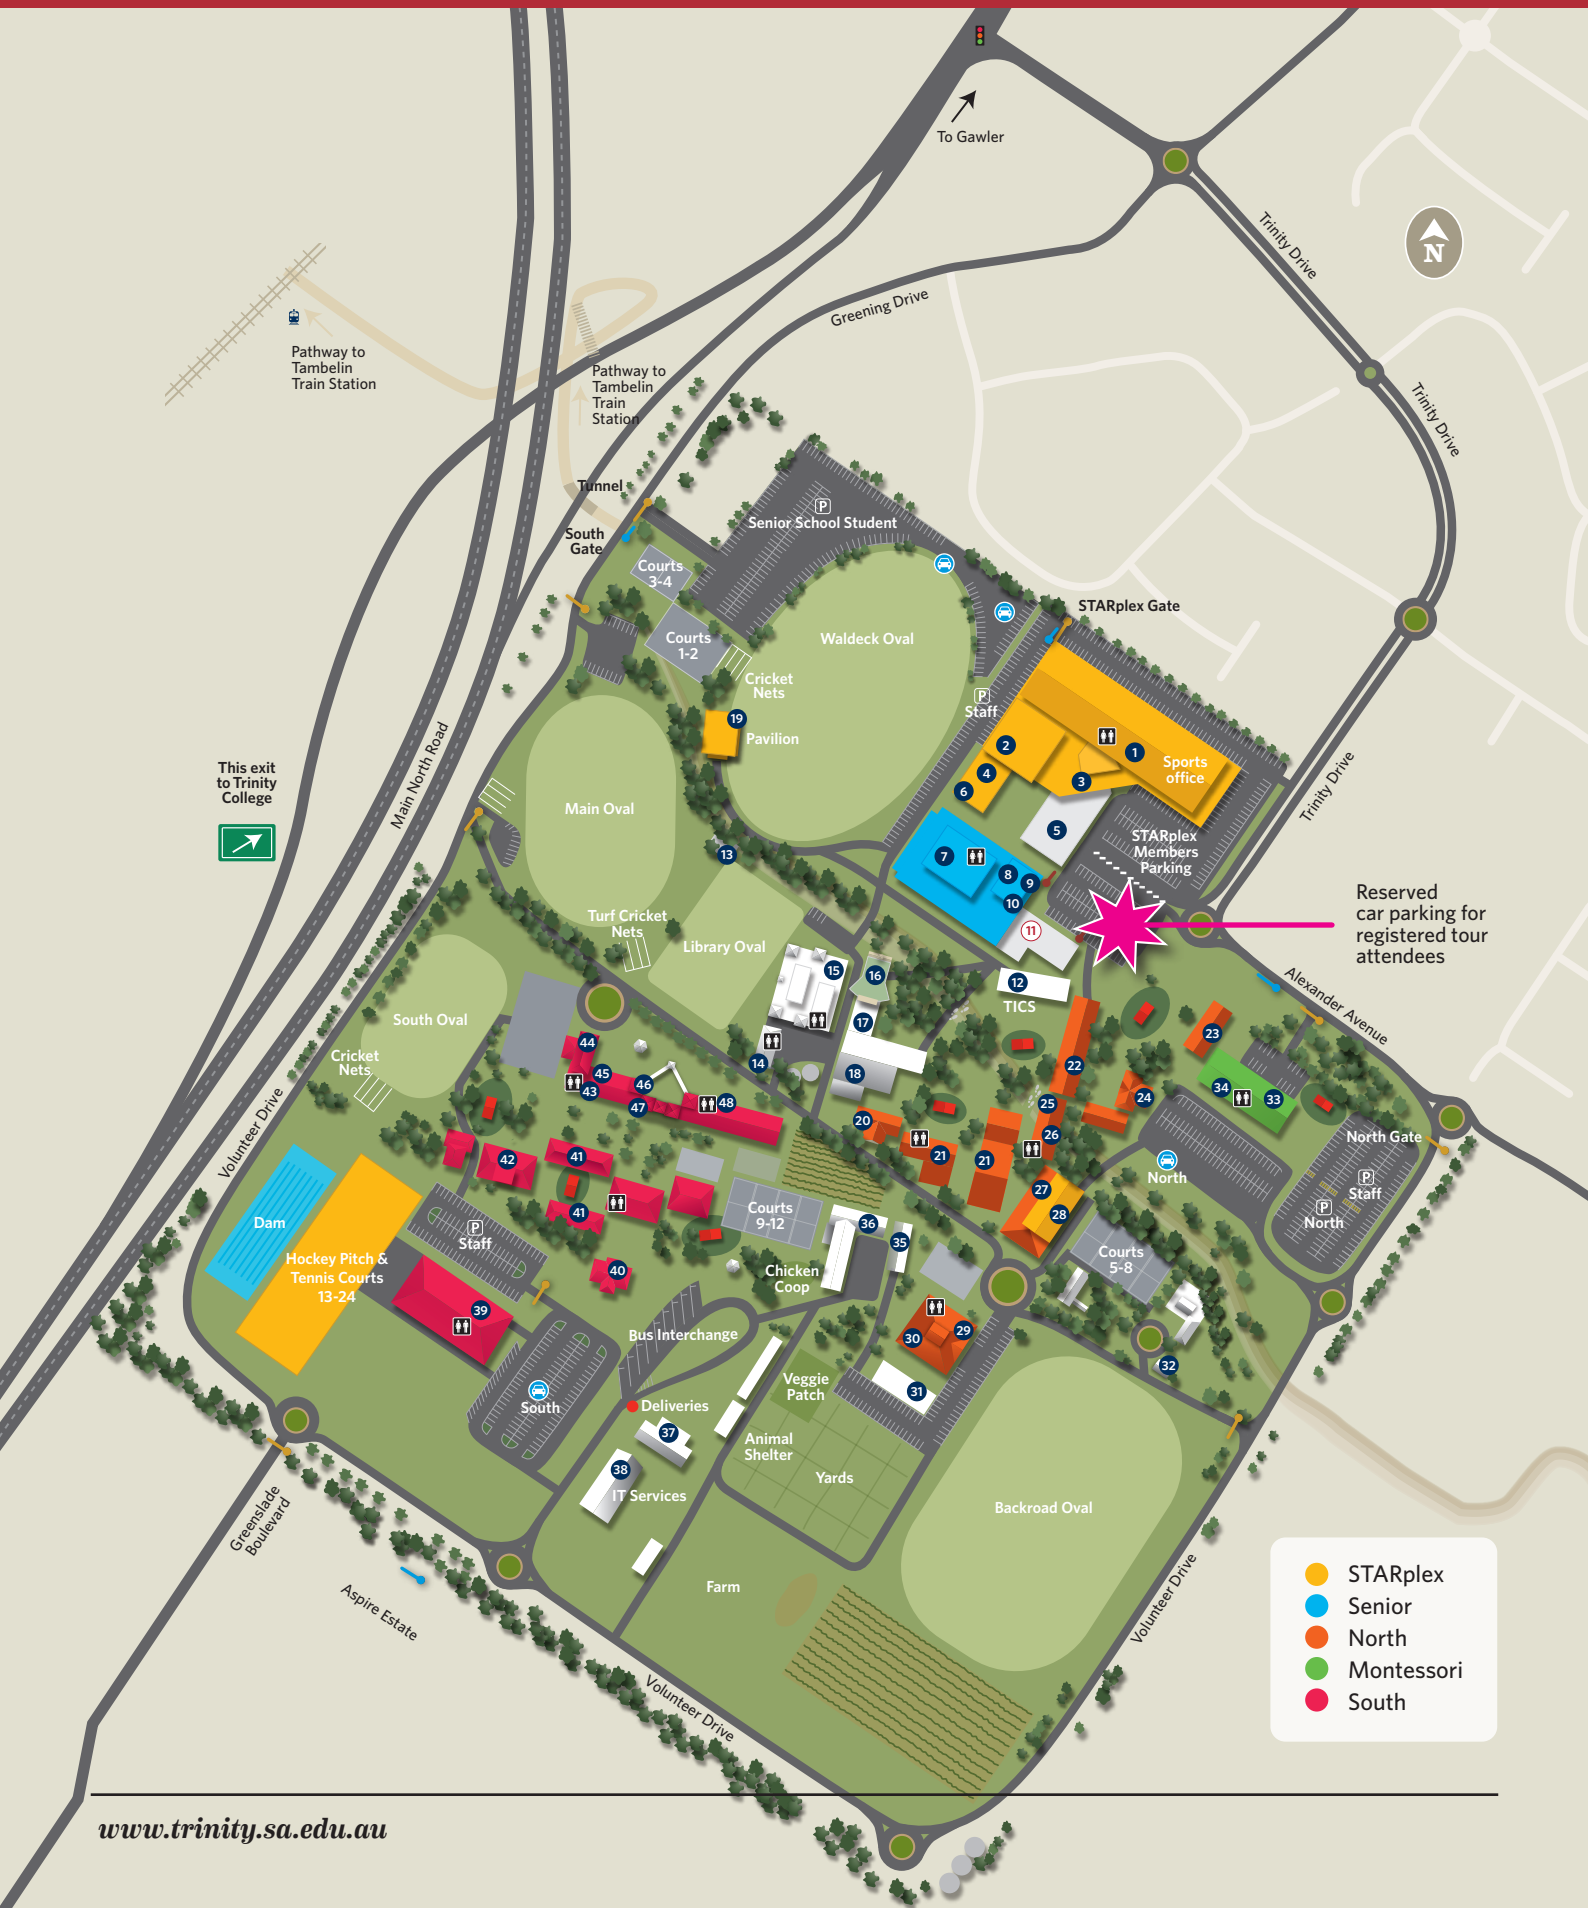 To Gawler
Trinity Drive
N
Greening Drive
Pathway to
Tambelin
Train Station
Pathway to
Tambelin
Train
Station
Trinity Drive
Tunnel
P
Senior School Student
South
Gate
Courts
3-4
STARplex Gate
Courts
1-2
Waldeck Oval
Cricket
Nets
P
Staff
19
Pavilion
2
1
Sports
office
4
3
6
Main North Road
This exit
to Trinity
College
Main Oval
Trinity Drive
5
STARplex
Members
Parking
13
7
8
9
10
Reserved
car parking for
registered tour
attendees
Turf Cricket
Nets
Library Oval
11
15
16
12
TICS
Alexander Avenue
South Oval
17
23
Cricket
Nets
44
14
22
45
46
18
34
43
47
48
33
25
24
Volunteer Drive
20
26
North Gate
42
41
21
21
North
P
Staff
27
41
Courts
9-12
36
28
P
North
Dam
P
Staff
35
Courts
5-8
Hockey Pitch &
Tennis Courts
13-24
40
Chicken
Coop
39
Bus Interchange
30
29
32
Veggie
Patch
31
South
Deliveries
37
Animal
Shelter
38
IT Services
Yards
Backroad Oval
Greenslade
Boulevard
Farm
Aspire Estate
Volunteer Drive
Volunteer Drive
STARplex
Senior
North
Montessori
South
www.trinity.sa.edu.au